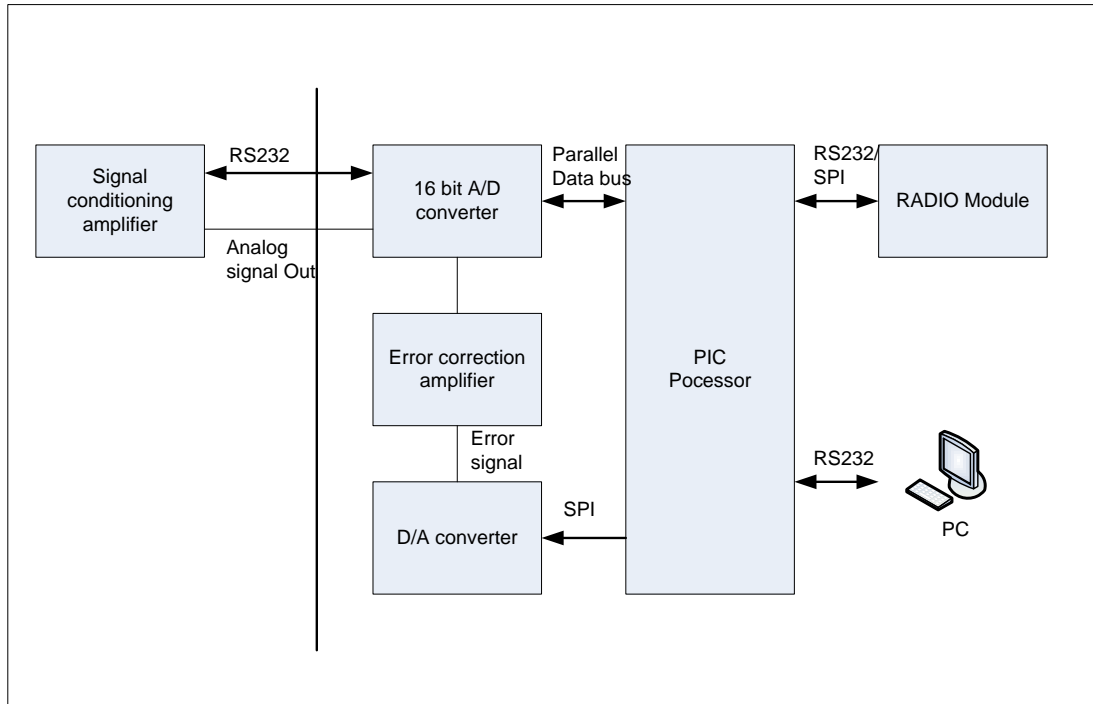 Signal
conditioning
amplifier
RS232
Analog
signal Out
16 bit A/D
converter
Parallel
Data bus
RS232/
SPI
RADIO Module
Error correction
amplifier
PIC
Pocessor
Error
signal
D/A converter
SPI
RS232
PC